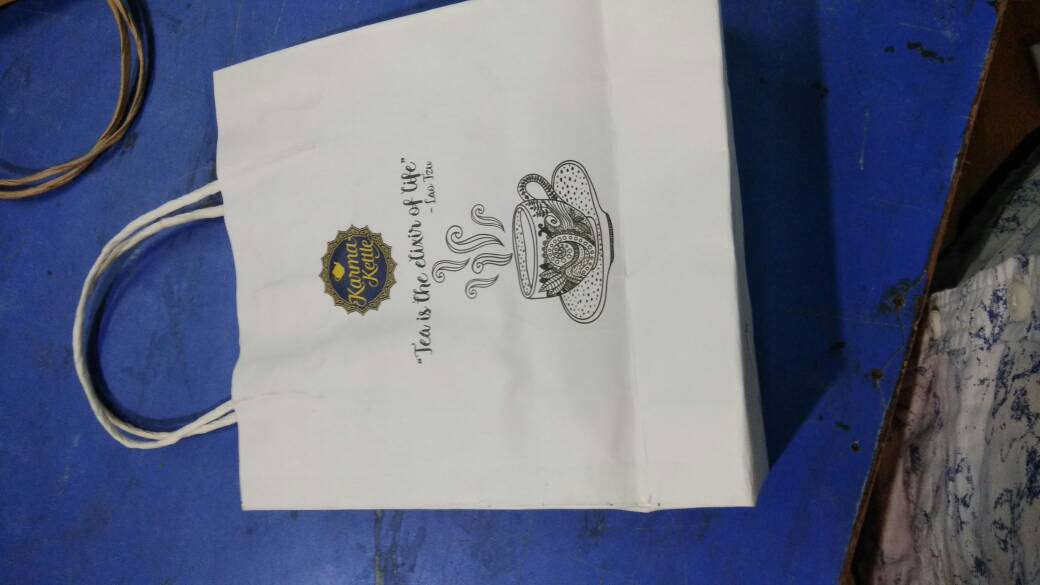 Karma
Kettle
"Tea is the elixir of life"
- Lao Tzu